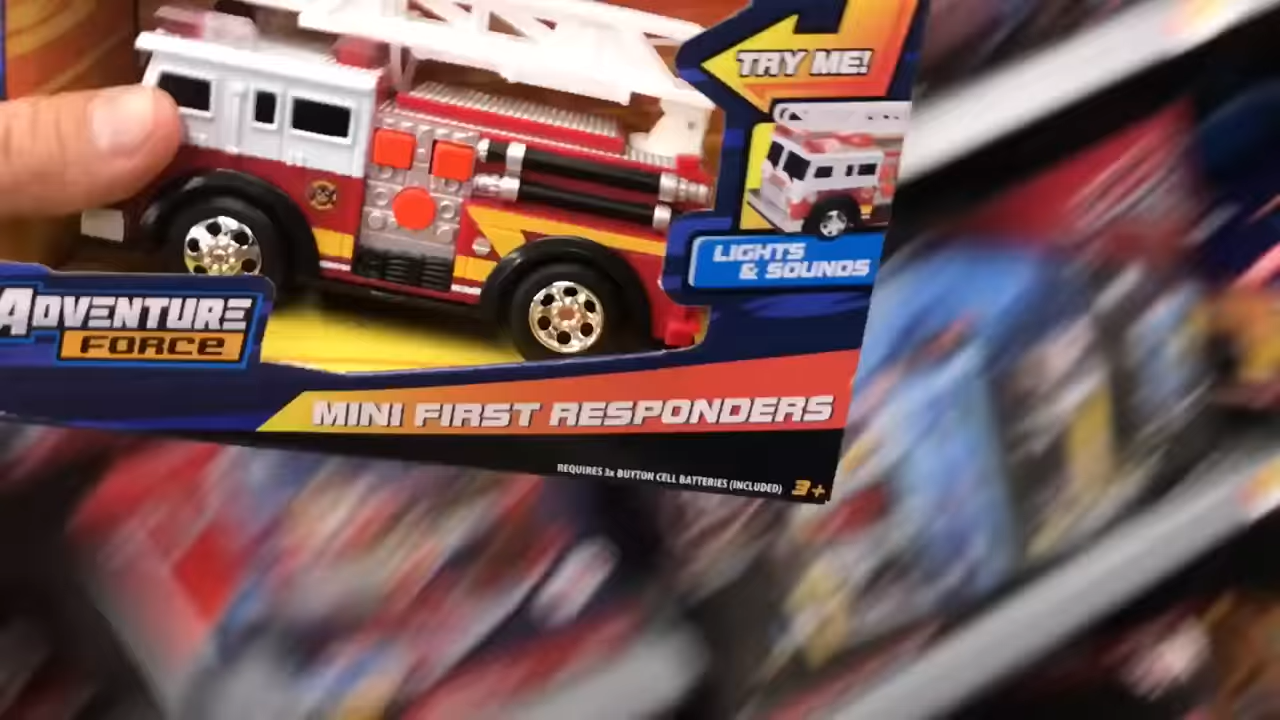 TRY ME!
LIGHTS
& SOUNDS
ADVENTURE
FORCE
MINI FIRST RESPONDERS
REQUIRES 3x BUTTON CELL BATTERIES (INCLUDED)
3+